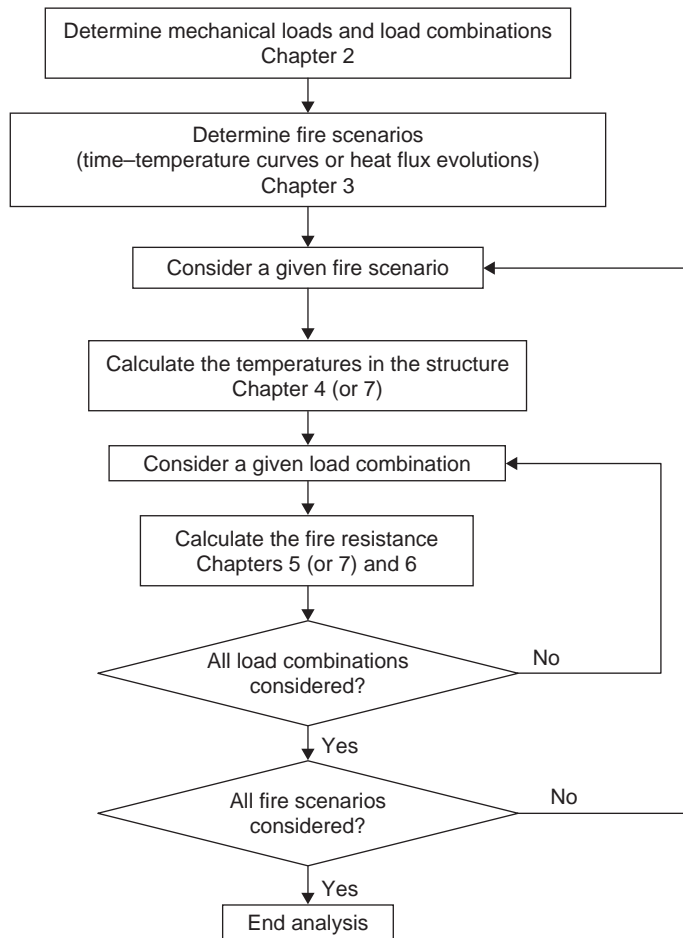 Determine mechanical loads and load combinations
Chapter 2
Determine fire scenarios
(time–temperature curves or heat flux evolutions)
Chapter 3
Consider a given fire scenario
Calculate the temperatures in the structure
Chapter 4 (or 7)
Consider a given load combination
Calculate the fire resistance
Chapters 5 (or 7) and 6
All load combinations
considered?
No
Yes
All fire scenarios
considered?
No
Yes
End analysis